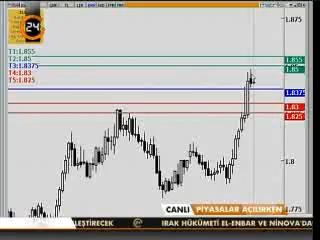 24
1.875
T1:1.855
T2:1.85
T3:1.8375
T4:1.83
T5:1.825
1.855
1.85
1.8375
1.83
1.825
1.8
1.775
CANLI PİYASALAR AÇILIRKEN
LEŞTİRECEK IRAK HÜKÜMETİ EL-ENBAR VE NİNOVA'DA